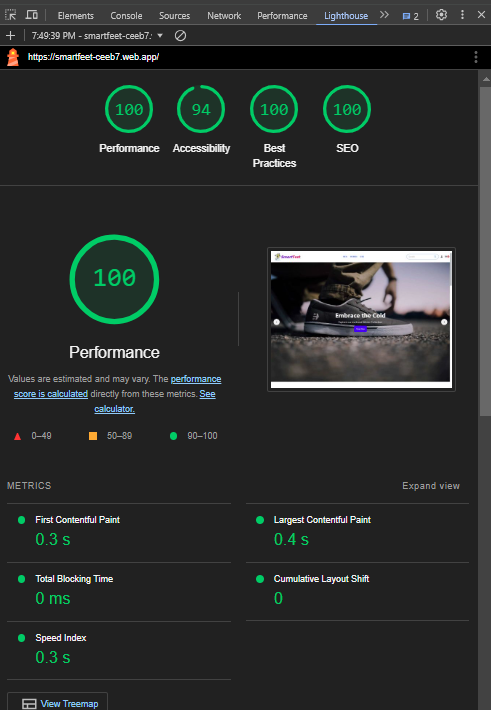 Elements Console Sources Network Performance Lighthouse 2
7:49:39 PM - smartfeet-ceeb7.
https://smartfeet-ceeb7.web.app/
100 94 100 100
Performance Accessibility Best Practices SEO
100
Performance
Values are estimated and may vary. The performance
score is calculated directly from these metrics. See
calculator.
0–49 50–89 90–100
SmartFeet
Embrace the Cold
METRICS Expand view
First Contentful Paint Largest Contentful Paint
0.3 s 0.4 s
Total Blocking Time Cumulative Layout Shift
0 ms 0
Speed Index
0.3 s
View Treemap